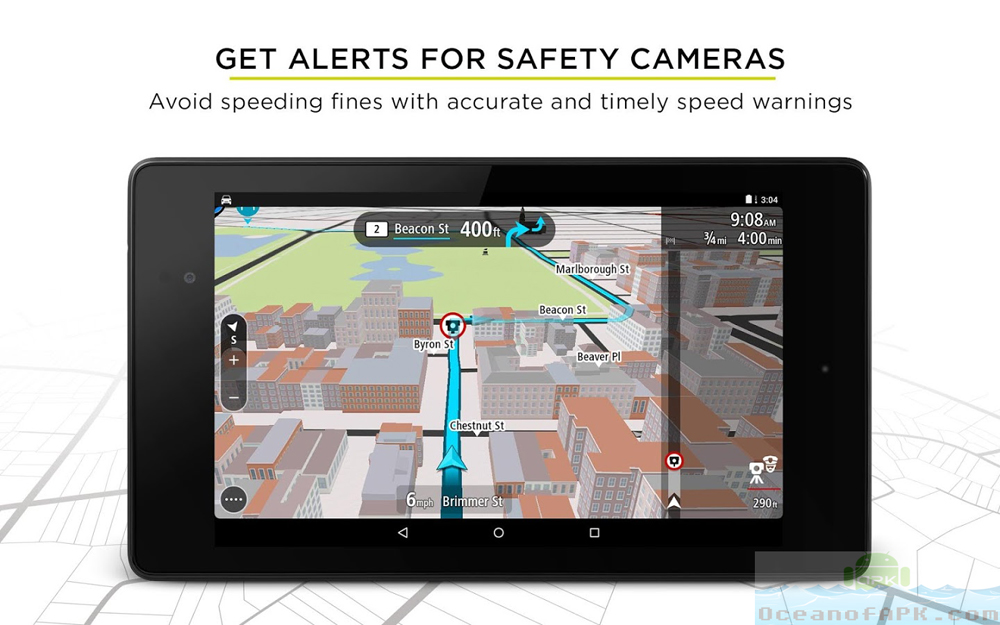 GET ALERTS FOR SAFETY CAMERAS
Avoid speeding fines with accurate and timely speed warnings
3:04
2 Beacon St 400ft
9:08AM
3/4mi 4:00min
Marlborough St
Beacon St
Byron St
S
+
Beaver Pl
−
Chestnut St
6mph Brimmer St
290ft
APK
OceanofAPK.com